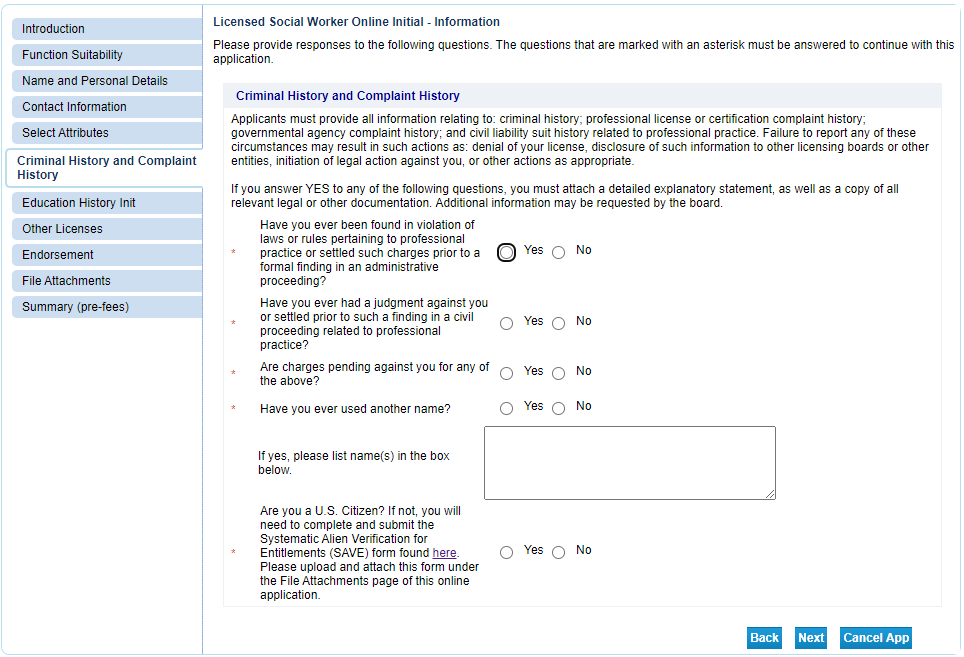 Introduction
Function Suitability
Name and Personal Details
Contact Information
Select Attributes
Criminal History and Complaint
History
Education History Init
Other Licenses
Endorsement
File Attachments
Summary (pre-fees)
Licensed Social Worker Online Initial - Information
Please provide responses to the following questions. The questions that are marked with an asterisk must be answered to continue with this
application.
Criminal History and Complaint History
Applicants must provide all information relating to: criminal history; professional license or certification complaint history;
governmental agency complaint history; and civil liability suit history related to professional practice. Failure to report any of these
circumstances may result in such actions as: denial of your license, disclosure of such information to other licensing boards or other
entities, initiation of legal action against you, or other actions as appropriate.
If you answer YES to any of the following questions, you must attach a detailed explanatory statement, as well as a copy of all
relevant legal or other documentation. Additional information may be requested by the board.
Have you ever been found in violation of
laws or rules pertaining to professional
* practice or settled such charges prior to a Yes No
formal finding in an administrative
proceeding?
Have you ever had a judgment against you
* or settled prior to such a finding in a civil Yes No
proceeding related to professional
practice?
* Are charges pending against you for any of Yes No
the above?
* Have you ever used another name? Yes No
If yes, please list name(s) in the box
below.
Are you a U.S. Citizen? If not, you will
need to complete and submit the
Systematic Alien Verification for
* Entitlements (SAVE) form found here. Yes No
Please upload and attach this form under
the File Attachments page of this online
application.
Back Next Cancel App